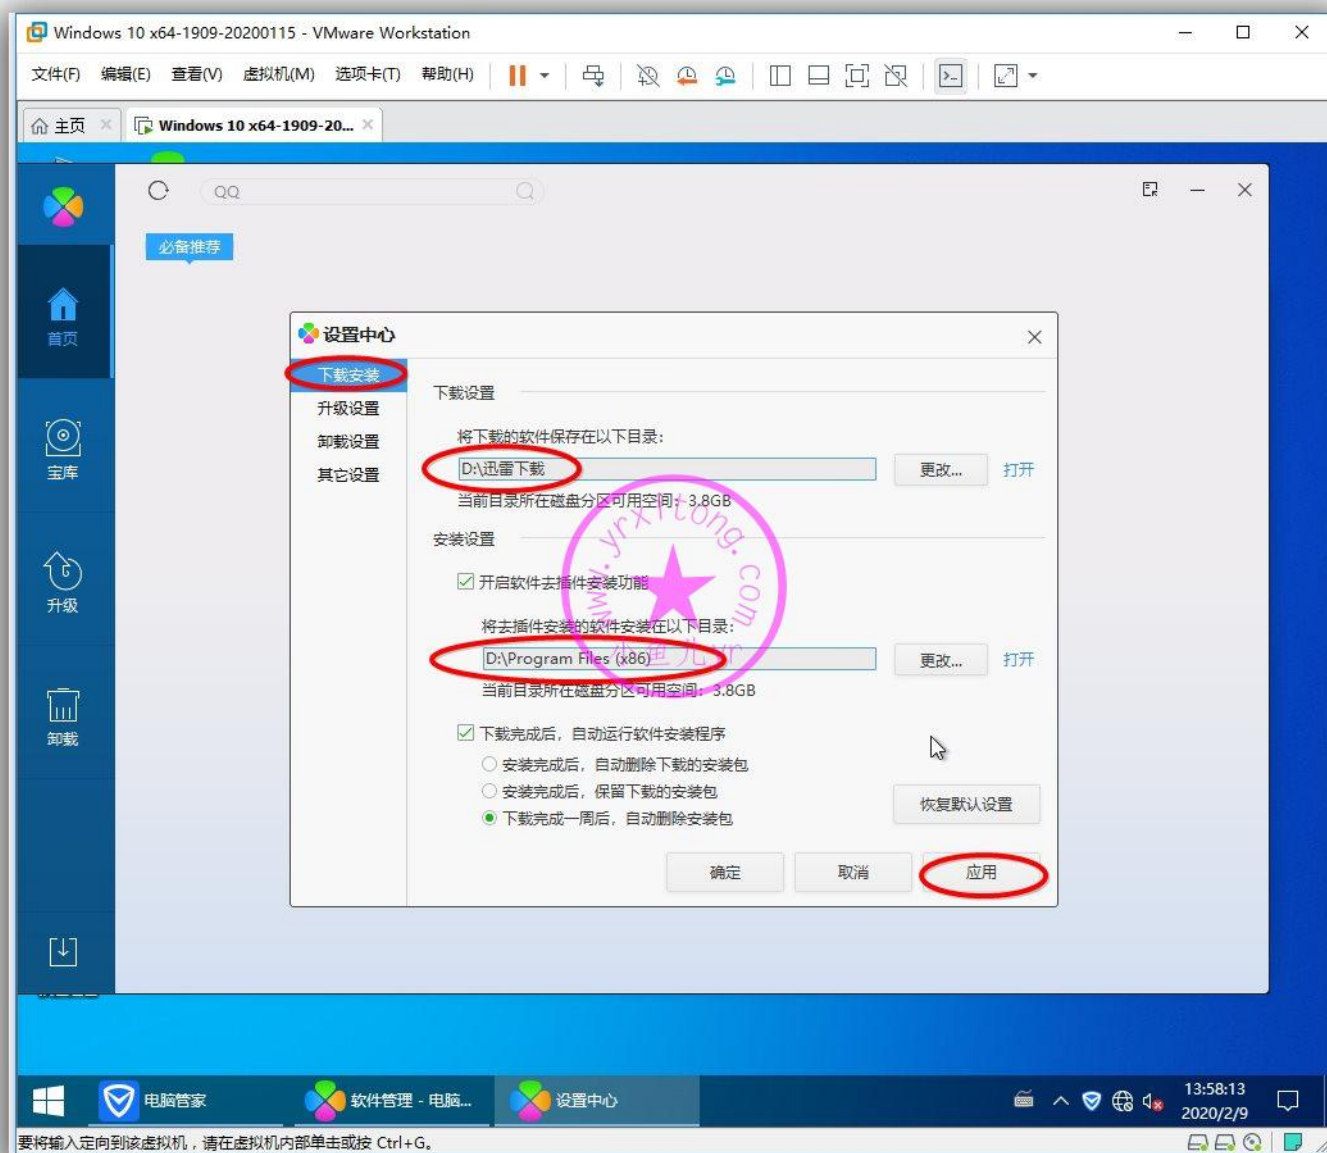 Windows 10 x64-1909-20200115 - VMware Workstation
文件(F) 编辑(E) 查看(V) 虚拟机(M) 选项卡(T) 帮助(H)
主页
Windows 10 x64-1909-20...
QQ
必备推荐
首页
宝库
升级
卸载
设置中心
下载安装
升级设置
卸载设置
其它设置
下载设置
将下载的软件保存在以下目录：
D:\迅雷下载
更改...
打开
当前目录所在磁盘分区可用空间：3.8GB
安装设置
开启软件去插件安装功能
将去插件安装的软件安装在以下目录：
D:\Program Files (x86)
更改...
打开
当前目录所在磁盘分区可用空间：3.8GB
下载完成后，自动运行软件安装程序
安装完成后，自动删除下载的安装包
安装完成后，保留下载的安装包
下载完成一周后，自动删除安装包
恢复默认设置
确定
取消
应用
www.yrxitong.com
小鱼儿yr
电脑管家
软件管理 - 电脑...
设置中心
13:58:13
2020/2/9
要将输入定向到该虚拟机，请在虚拟机内部单击或按 Ctrl+G。